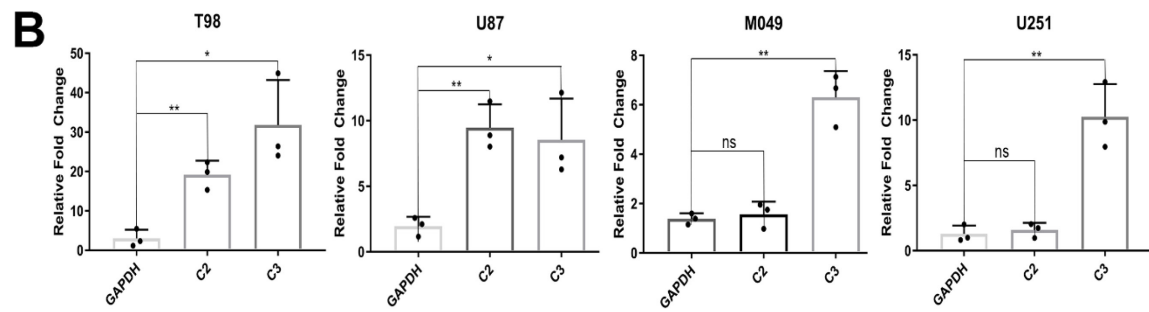 B
T98
Relative Fold Change
50
40
30
20
10
0
*
**
GAPDH
C2
C3
U87
Relative Fold Change
15
10
5
0
*
**
GAPDH
C2
C3
M049
Relative Fold Change
8
6
4
2
0
**
ns
GAPDH
C2
C3
U251
Relative Fold Change
15
10
5
0
**
ns
GAPDH
C2
C3